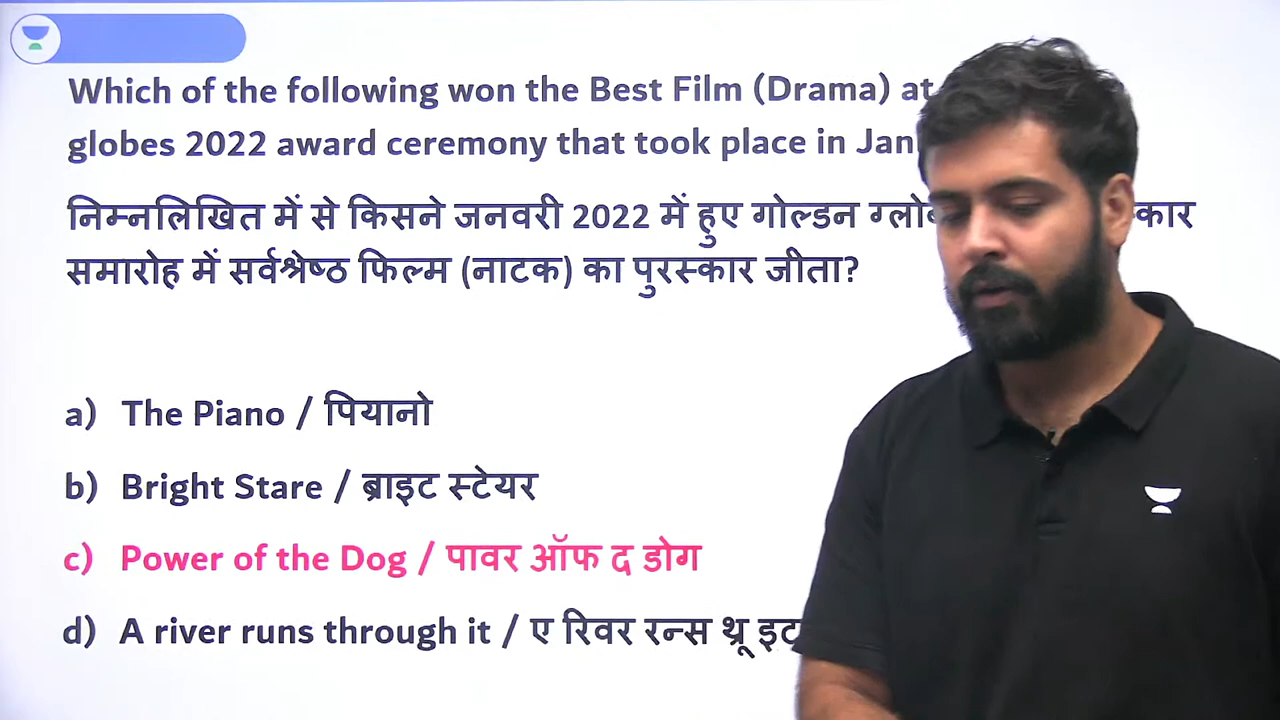 Which of the following won the Best Film (Drama) at
globes 2022 award ceremony that took place in
निम्नलिखित में से किसने जनवरी 2022 में हुए गोल्डन
समारोह में सर्वश्रेष्ठ फिल्म (नाटक) का पुरस्कार जीता?
a) The Piano / पियानो
b) Bright Stare / ब्राइट स्टेयर
c) Power of the Dog / पावर ऑफ द डोग
d) A river runs through it / ए रिवर रन्स थ्रू इट